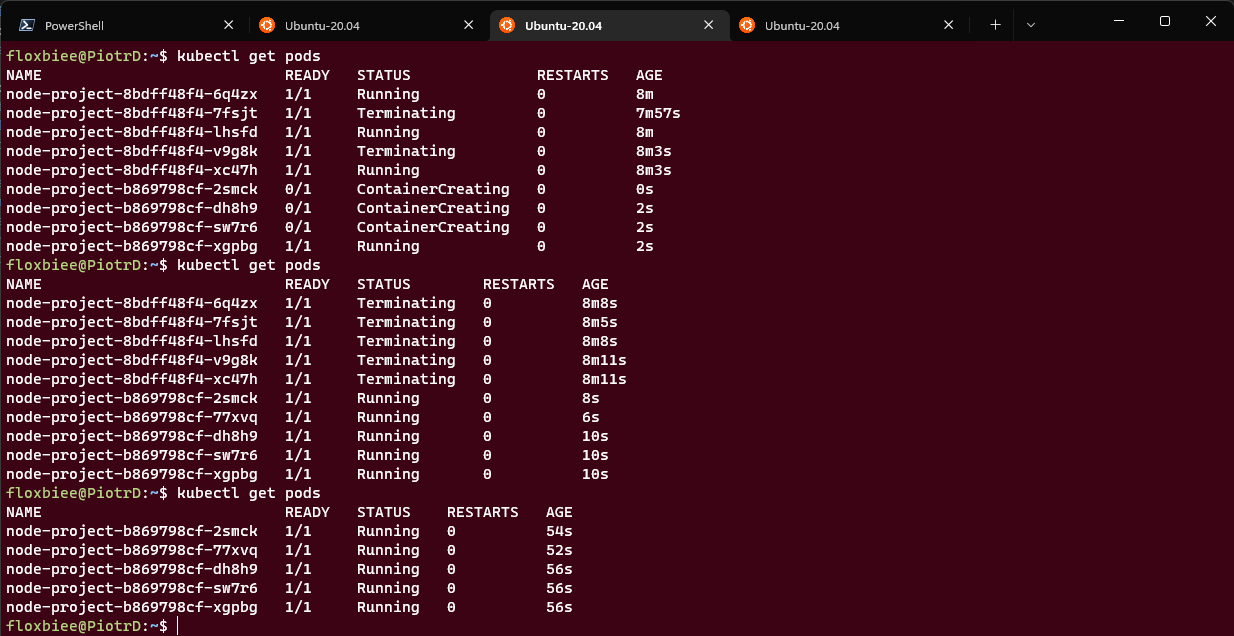 PowerShell Ubuntu-20.04 Ubuntu-20.04 Ubuntu-20.04
floxbiee@PiotrD:~$ kubectl get pods
NAME READY STATUS RESTARTS AGE
node-project-8bdff48f4-6q4zx 1/1 Running 0 8m
node-project-8bdff48f4-7fsjt 1/1 Terminating 0 7m57s
node-project-8bdff48f4-lhsfd 1/1 Running 0 8m
node-project-8bdff48f4-v9g8k 1/1 Terminating 0 8m3s
node-project-8bdff48f4-xc47h 1/1 Running 0 8m3s
node-project-b869798cf-2smck 0/1 ContainerCreating 0 0s
node-project-b869798cf-dh8h9 0/1 ContainerCreating 0 2s
node-project-b869798cf-sw7r6 0/1 ContainerCreating 0 2s
node-project-b869798cf-xgpbg 1/1 Running 0 2s
floxbiee@PiotrD:~$ kubectl get pods
NAME READY STATUS RESTARTS AGE
node-project-8bdff48f4-6q4zx 1/1 Terminating 0 8m8s
node-project-8bdff48f4-7fsjt 1/1 Terminating 0 8m5s
node-project-8bdff48f4-lhsfd 1/1 Terminating 0 8m8s
node-project-8bdff48f4-v9g8k 1/1 Terminating 0 8m11s
node-project-8bdff48f4-xc47h 1/1 Terminating 0 8m11s
node-project-b869798cf-2smck 1/1 Running 0 8s
node-project-b869798cf-77xvq 1/1 Running 0 6s
node-project-b869798cf-dh8h9 1/1 Running 0 10s
node-project-b869798cf-sw7r6 1/1 Running 0 10s
node-project-b869798cf-xgpbg 1/1 Running 0 10s
floxbiee@PiotrD:~$ kubectl get pods
NAME READY STATUS RESTARTS AGE
node-project-b869798cf-2smck 1/1 Running 0 54s
node-project-b869798cf-77xvq 1/1 Running 0 52s
node-project-b869798cf-dh8h9 1/1 Running 0 56s
node-project-b869798cf-sw7r6 1/1 Running 0 56s
node-project-b869798cf-xgpbg 1/1 Running 0 56s
floxbiee@PiotrD:~$